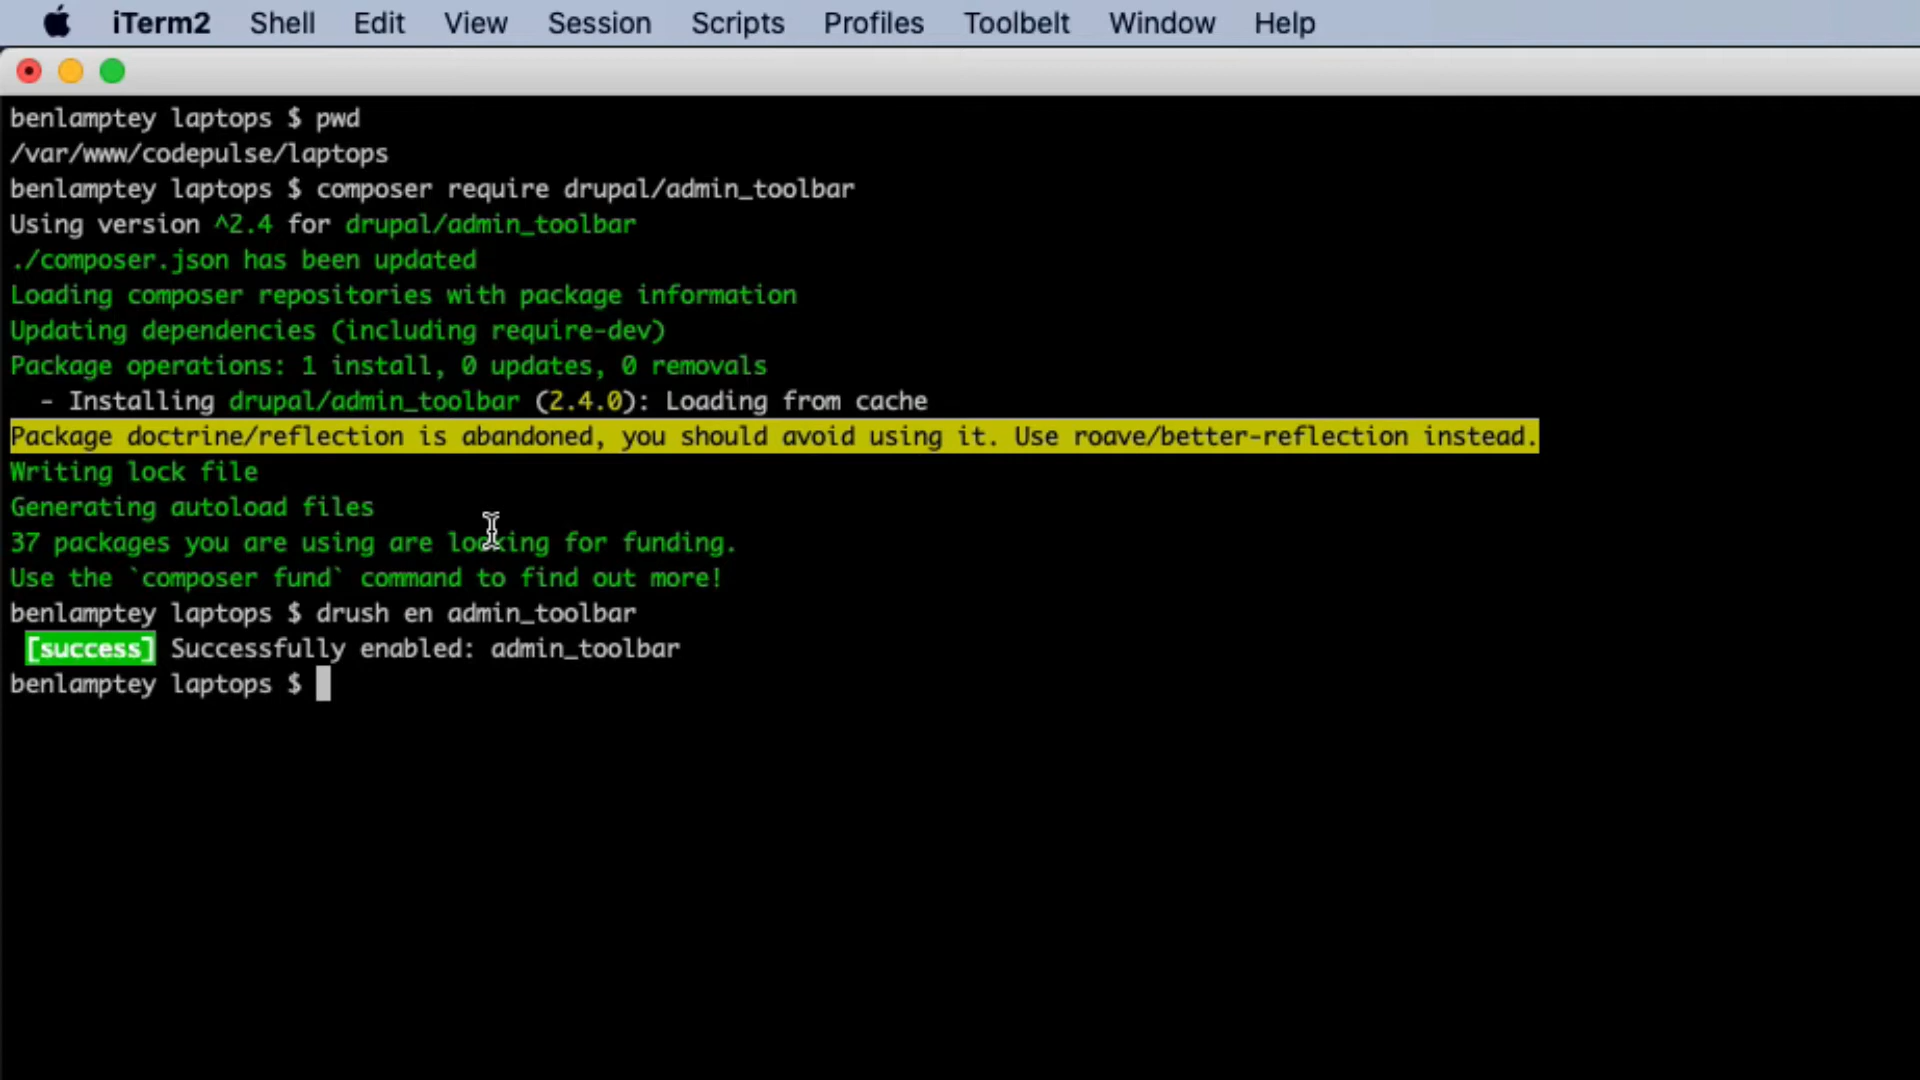 iTerm2 Shell Edit View Session Scripts Profiles Toolbelt Window Help
benlamptey laptops $ pwd
/var/www/codepulse/laptops
benlamptey laptops $ composer require drupal/admin_toolbar
Using version ^2.4 for drupal/admin_toolbar
./composer.json has been updated
Loading composer repositories with package information
Updating dependencies (including require-dev)
Package operations: 1 install, 0 updates, 0 removals
  - Installing drupal/admin_toolbar (2.4.0): Loading from cache
Package doctrine/reflection is abandoned, you should avoid using it. Use roave/better-reflection instead.
Writing lock file
Generating autoload files
37 packages you are using are looking for funding.
Use the `composer fund` command to find out more!
benlamptey laptops $ drush en admin_toolbar
 [success] Successfully enabled: admin_toolbar
benlamptey laptops $